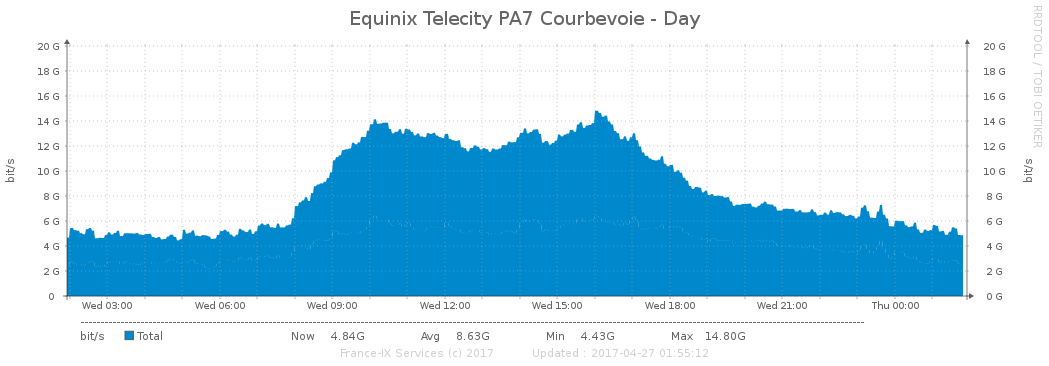 Equinix Telecity PA7 Courbevoie - Day
RRDTOOL / TOBI OETIKER
20 G 20 G
18 G 18 G
16 G 16 G
14 G 14 G
12 G 12 G
10 G 10 G
8 G 8 G
6 G 6 G
4 G 4 G
2 G 2 G
0 0 G
bit/s
bit/s
Wed 03:00 Wed 06:00 Wed 09:00 Wed 12:00 Wed 15:00 Wed 18:00 Wed 21:00 Thu 00:00
bit/s Total Now 4.84G Avg 8.63G Min 4.43G Max 14.80G
France-IX Services (c) 2017 Updated : 2017-04-27 01:55:12